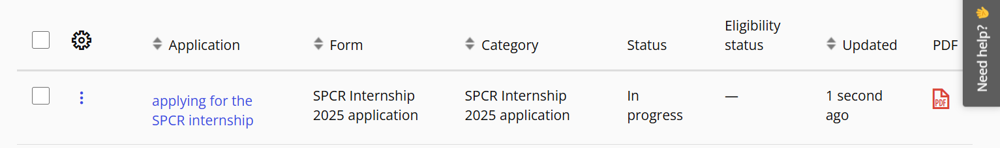 Application
Form
Category
Status
Eligibility
status
Updated
PDF
applying for the
SPCR internship
SPCR Internship
2025 application
SPCR Internship
2025 application
In
progress
—
1 second
ago
PDF
Need help? 👋